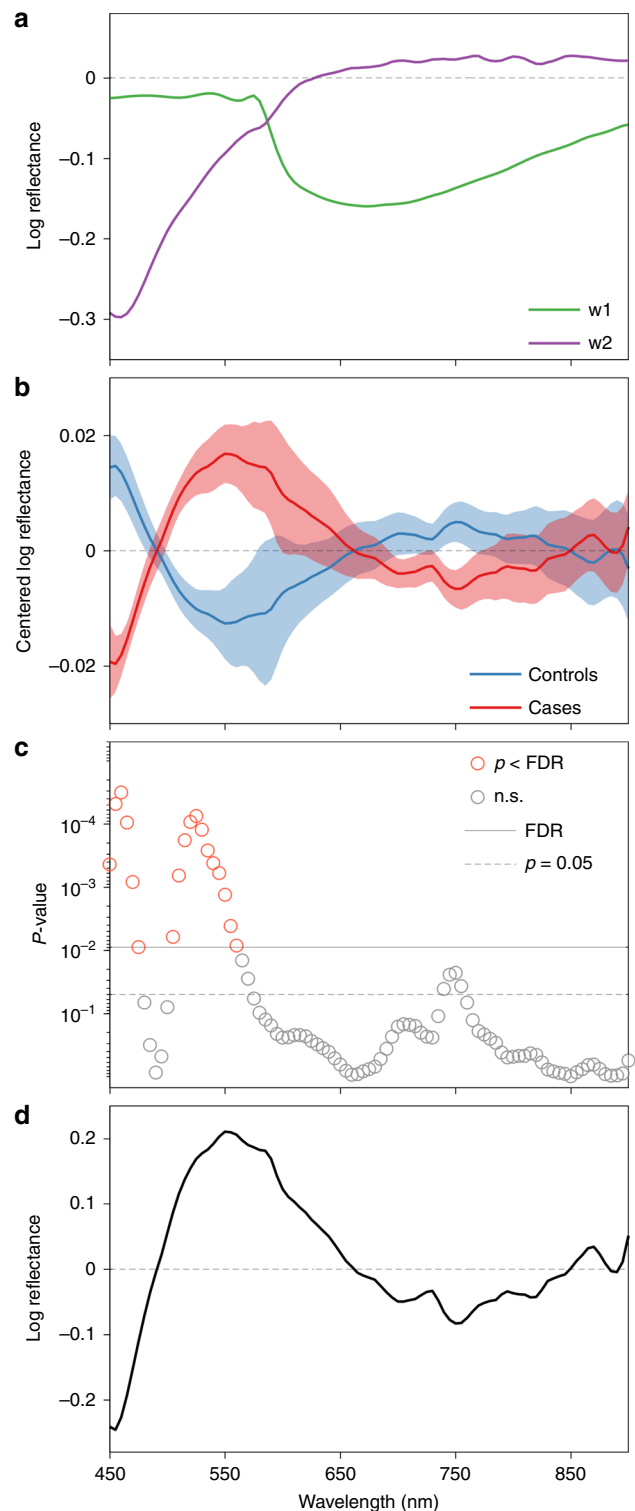 a
0
−0.1
−0.2
−0.3
Log reflectance
w1
w2
b
0.02
0
−0.02
Centered log reflectance
Controls
Cases
c
10⁻⁴
10⁻³
10⁻²
10⁻¹
P-value
p < FDR
n.s.
FDR
p = 0.05
d
0.2
0.1
0
−0.1
−0.2
Log reflectance
450 550 650 750 850
Wavelength (nm)